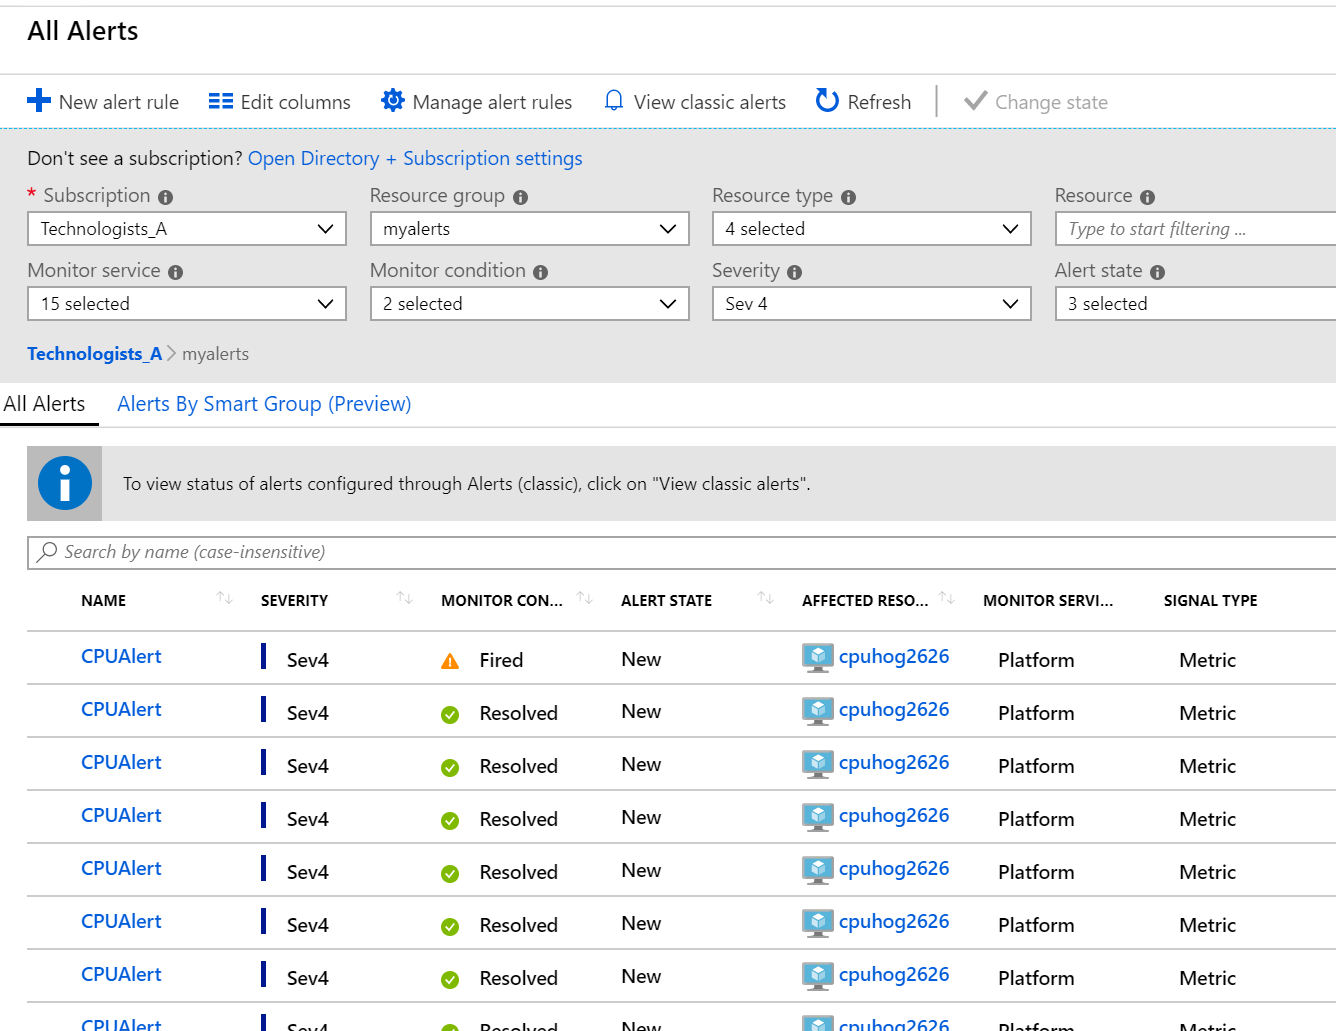 All Alerts
New alert rule Edit columns Manage alert rules View classic alerts Refresh Change state
Don't see a subscription? Open Directory + Subscription settings
* Subscription Resource group Resource type Resource
Technologists_A myalerts 4 selected Type to start filtering ...
Monitor service Monitor condition Severity Alert state
15 selected 2 selected Sev 4 3 selected
Technologists_A > myalerts
All Alerts Alerts By Smart Group (Preview)
To view status of alerts configured through Alerts (classic), click on "View classic alerts".
Search by name (case-insensitive)
NAME SEVERITY MONITOR CON... ALERT STATE AFFECTED RESO... MONITOR SERVI... SIGNAL TYPE
CPUAlert Sev4 Fired New cpuhog2626 Platform Metric
CPUAlert Sev4 Resolved New cpuhog2626 Platform Metric
CPUAlert Sev4 Resolved New cpuhog2626 Platform Metric
CPUAlert Sev4 Resolved New cpuhog2626 Platform Metric
CPUAlert Sev4 Resolved New cpuhog2626 Platform Metric
CPUAlert Sev4 Resolved New cpuhog2626 Platform Metric
CPUAlert Sev4 Resolved New cpuhog2626 Platform Metric
CPUAlert Sev4 Resolved New cpuhog2626 Platform Metric